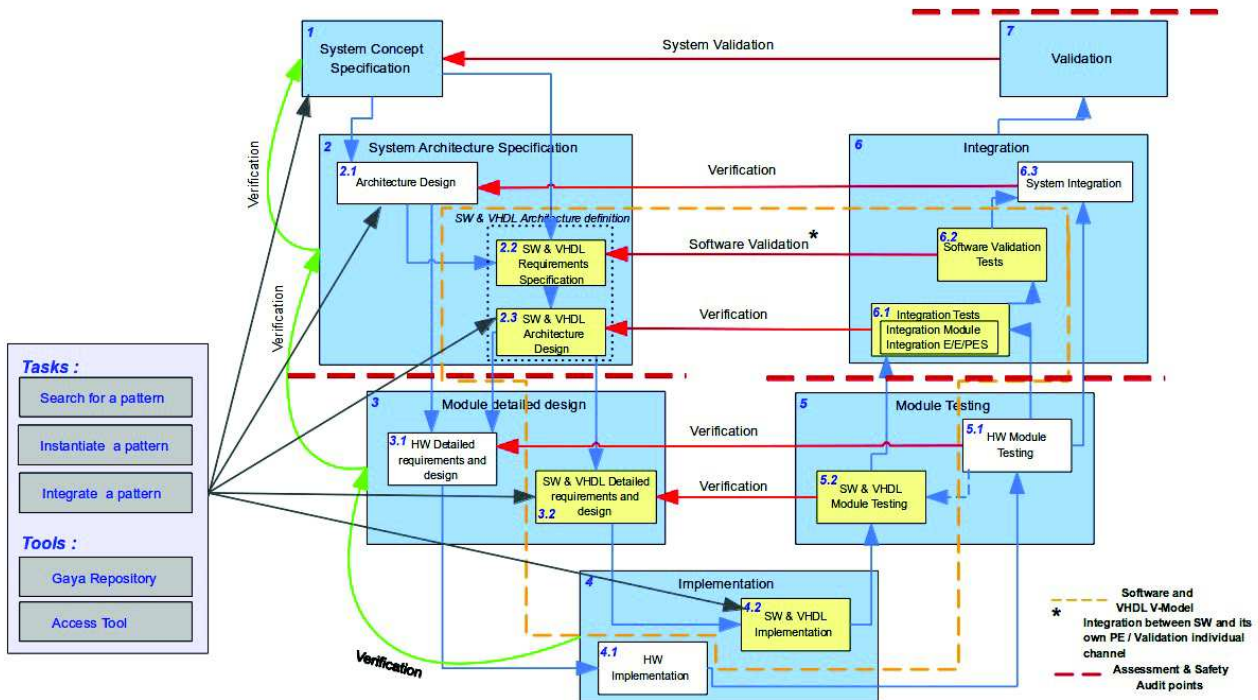 1
System Concept
Specification
System Validation
7
Validation
Verification
2
System Architecture Specification
2.1
Architecture Design
Verification
6
Integration
6.3
System Integration
SW & VHDL Architecture definition
2.2
SW & VHDL
Requirements
Specification
Software Validation *
6.2
Software Validation
Tests
Verification
2.3
SW & VHDL
Architecture
Design
Verification
6.1
Integration Tests
Integration Module
Integration E/E/PES
Tasks :
Search for a pattern
Instantiate a pattern
Integrate a pattern
Tools :
Gaya Repository
Access Tool
3
Module detailed design
3.1
HW Detailed
requirements and
design
Verification
5
Module Testing
5.1
HW Module
Testing
SW & VHDL Detailed
requirements and
design
3.2
Verification
5.2
SW & VHDL
Module Testing
4
Implementation
4.2
SW & VHDL
Implementation
4.1
HW
Implementation
Verification
Software and
VHDL V-Model
* Integration between SW and its
own PE / Validation individual
channel
Assessment & Safety
Audit points